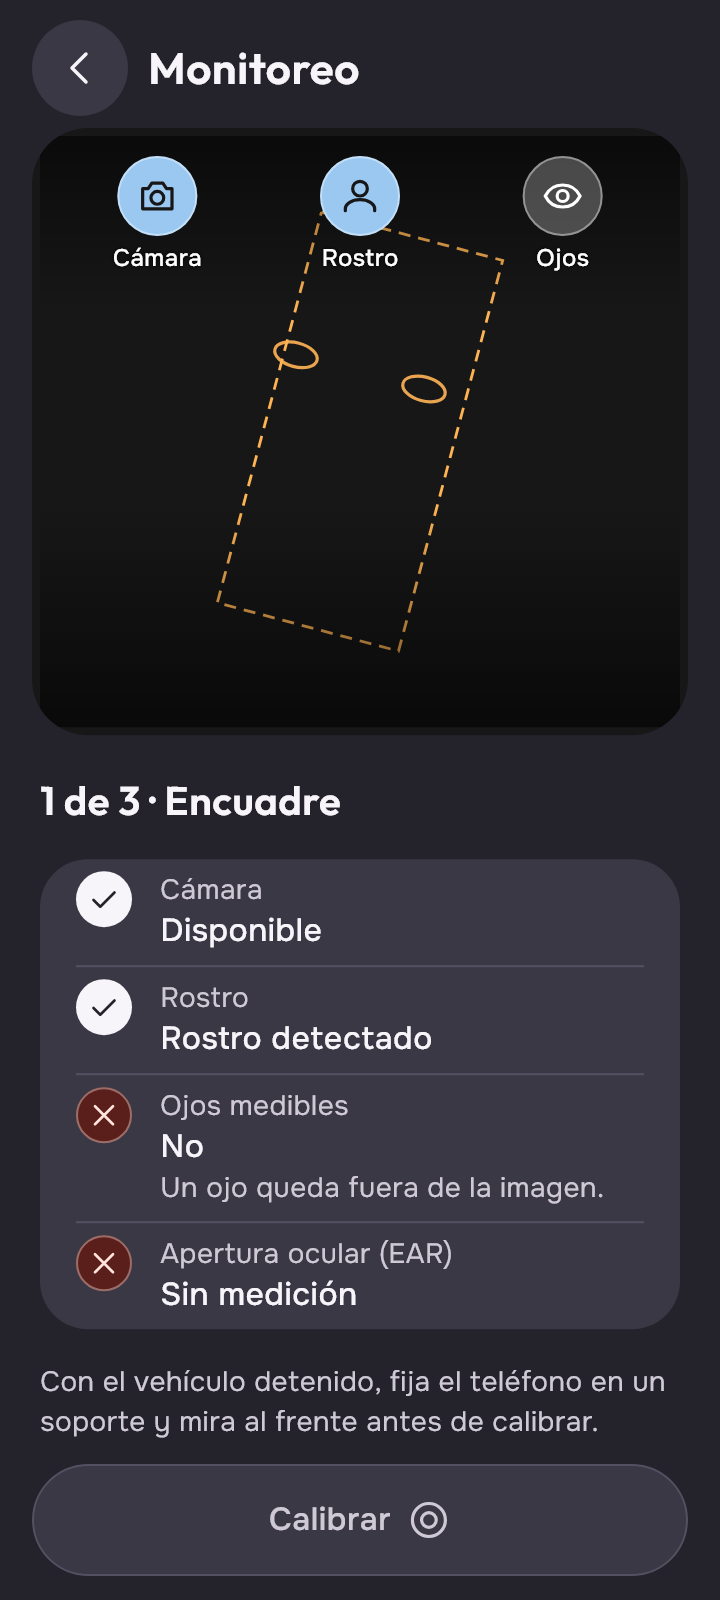 Monitoreo
Cámara
Rostro
Ojos
1 de 3 · Encuadre
Cámara
Disponible
Rostro
Rostro detectado
Ojos medibles
No
Un ojo queda fuera de la imagen.
Apertura ocular (EAR)
Sin medición
Con el vehículo detenido, fija el teléfono en un
soporte y mira al frente antes de calibrar.
Calibrar